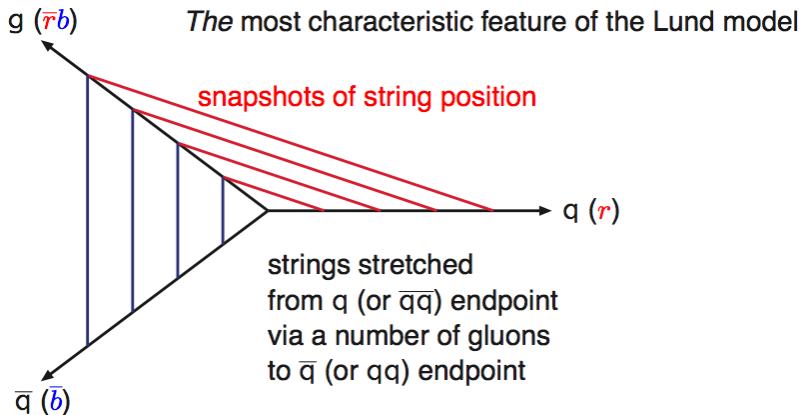 g (r̅b)
The most characteristic feature of the Lund model
snapshots of string position
q (r)
strings stretched
from q (or q̅q̅) endpoint
via a number of gluons
to q̅ (or qq) endpoint
q̅ (b̅)